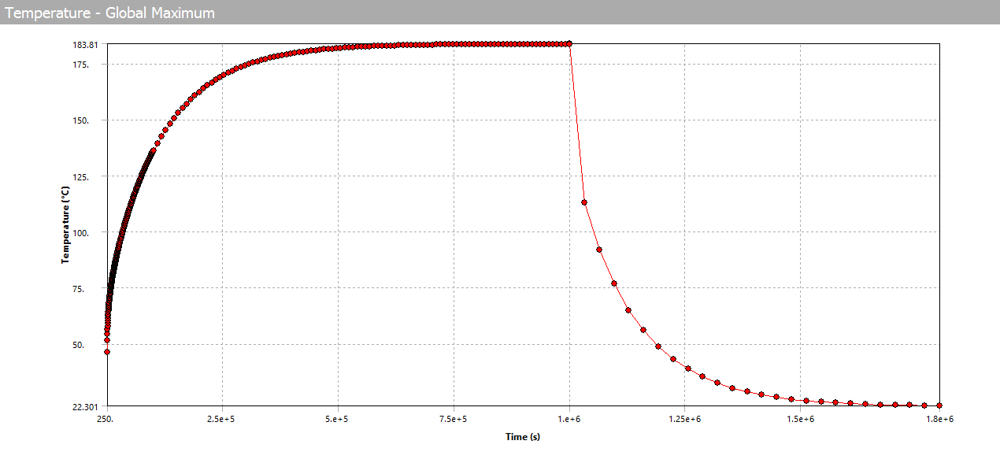 Temperature - Global Maximum
183.81
175.
150.
125.
100.
75.
50.
22.301
Temperature (°C)
250. 2.5e+5 5.e+5 7.5e+5 1.e+6 1.25e+6 1.5e+6 1.8e+6
Time (s)